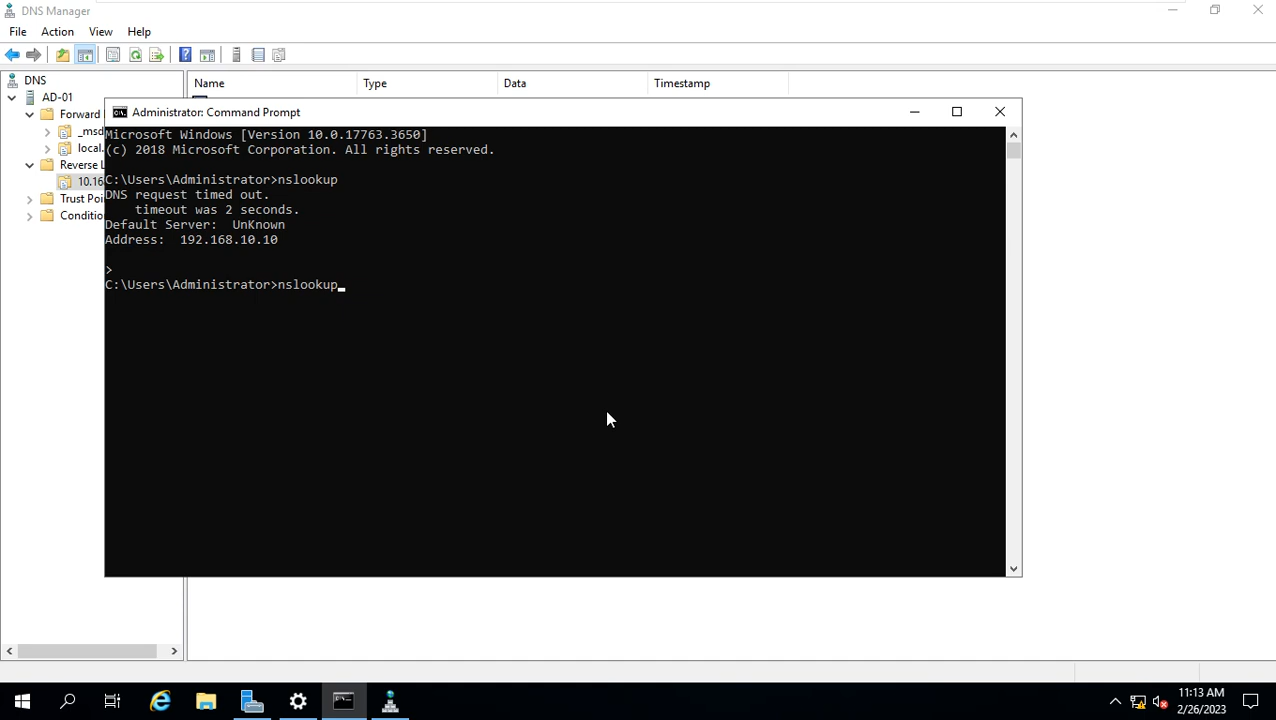 DNS Manager
File Action View Help
DNS
AD-01
Forward
_msd
local.
Reverse L
10.16
Trust Poi
Conditio
Name Type Data Timestamp
Administrator: Command Prompt
Microsoft Windows [Version 10.0.17763.3650]
(c) 2018 Microsoft Corporation. All rights reserved.
C:\Users\Administrator>nslookup
DNS request timed out.
timeout was 2 seconds.
Default Server: UnKnown
Address: 192.168.10.10
>
C:\Users\Administrator>nslookup
11:13 AM
2/26/2023